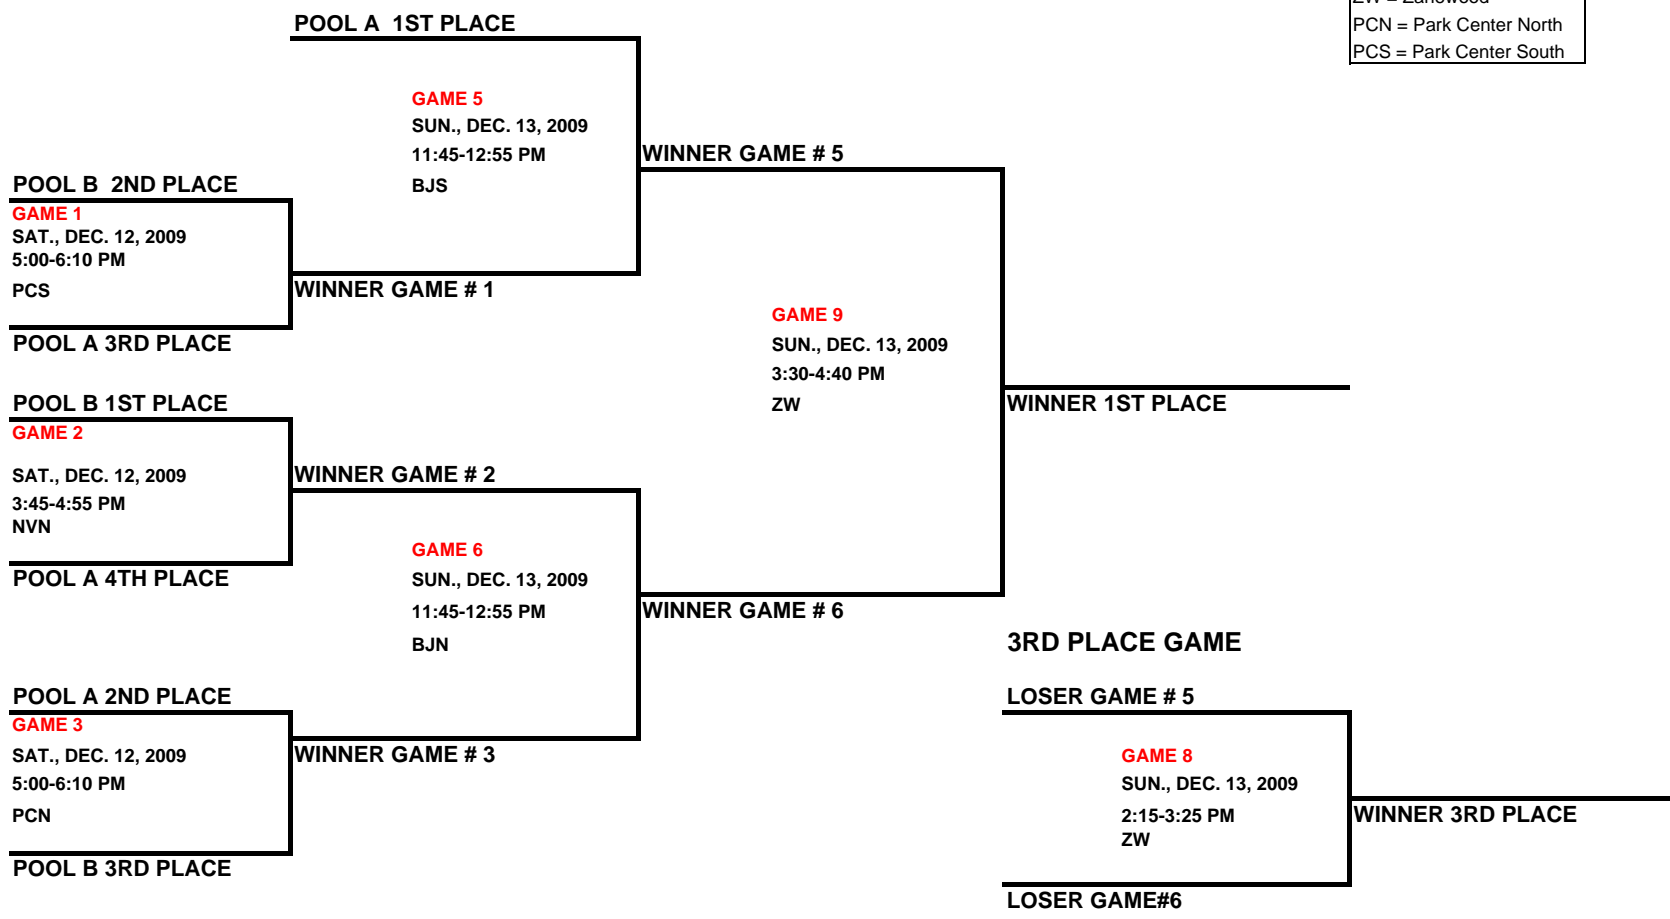 POOL A  1ST PLACE
PCN = Park Center North
PCS = Park Center South
GAME 5
SUN., DEC. 13, 2009
11:45-12:55 PM
BJS
WINNER GAME # 5
POOL B  2ND PLACE
GAME 1
SAT., DEC. 12, 2009
5:00-6:10 PM
PCS
WINNER GAME # 1
POOL A 3RD PLACE
GAME 9
SUN., DEC. 13, 2009
3:30-4:40 PM
ZW
WINNER 1ST PLACE
POOL B 1ST PLACE
GAME 2
SAT., DEC. 12, 2009
3:45-4:55 PM
NVN
WINNER GAME # 2
POOL A 4TH PLACE
GAME 6
SUN., DEC. 13, 2009
11:45-12:55 PM
BJN
WINNER GAME # 6
POOL A 2ND PLACE
GAME 3
SAT., DEC. 12, 2009
5:00-6:10 PM
PCN
WINNER GAME # 3
POOL B 3RD PLACE
3RD PLACE GAME
LOSER GAME # 5
GAME 8
SUN., DEC. 13, 2009
2:15-3:25 PM
ZW
WINNER 3RD PLACE
LOSER GAME#6